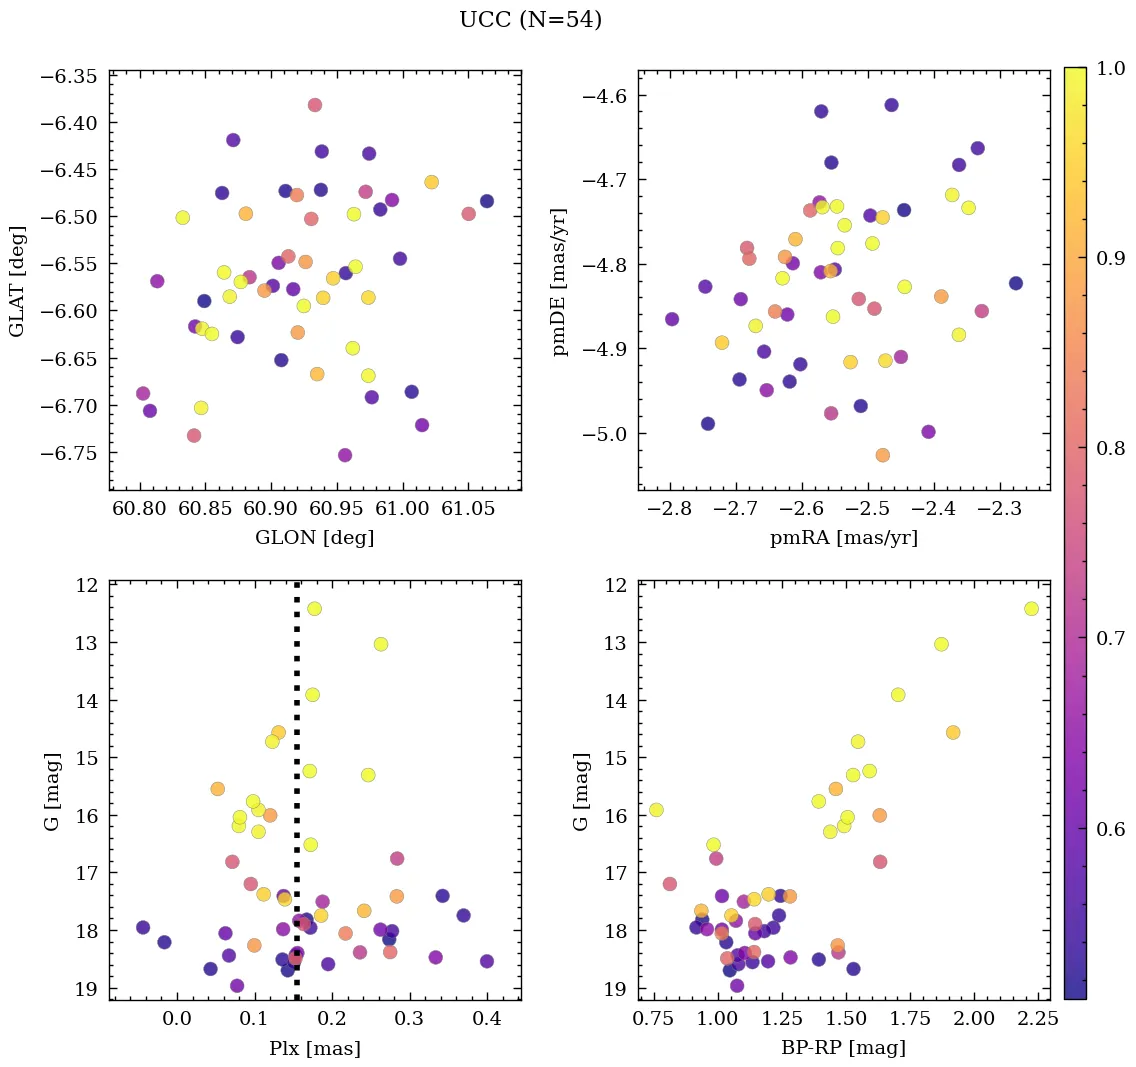 UCC (N=54)
−6.35
−6.40
−6.45
−6.50
−6.55
−6.60
−6.65
−6.70
−6.75
GLAT [deg]
60.80 60.85 60.90 60.95 61.00 61.05
GLON [deg]
−4.6
−4.7
−4.8
−4.9
−5.0
pmDE [mas/yr]
−2.8 −2.7 −2.6 −2.5 −2.4 −2.3
pmRA [mas/yr]
1.0
0.9
0.8
0.7
0.6
12
13
14
15
16
17
18
19
G [mag]
0.0 0.1 0.2 0.3 0.4
Plx [mas]
12
13
14
15
16
17
18
19
G [mag]
0.75 1.00 1.25 1.50 1.75 2.00 2.25
BP-RP [mag]